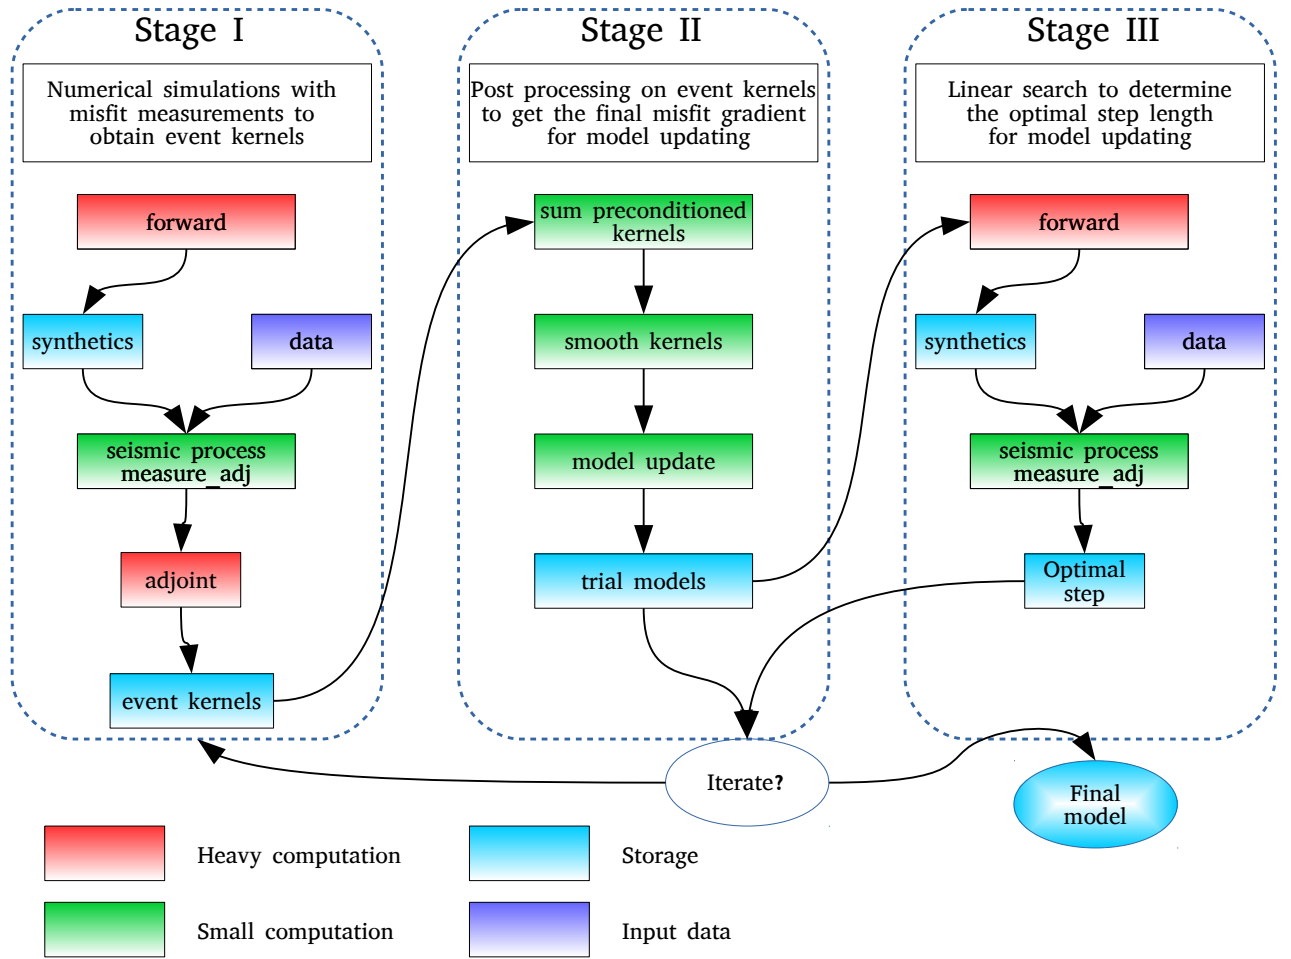 Stage I
Numerical simulations with
misfit measurements to
obtain event kernels
forward
synthetics
data
seismic process
measure_adj
adjoint
event kernels
Stage II
Post processing on event kernels
to get the final misfit gradient
for model updating
sum preconditioned
kernels
smooth kernels
model update
trial models
Stage III
Linear search to determine
the optimal step length
for model updating
forward
synthetics
data
seismic process
measure_adj
Optimal
step
Iterate?
Final
model
Heavy computation
Storage
Small computation
Input data